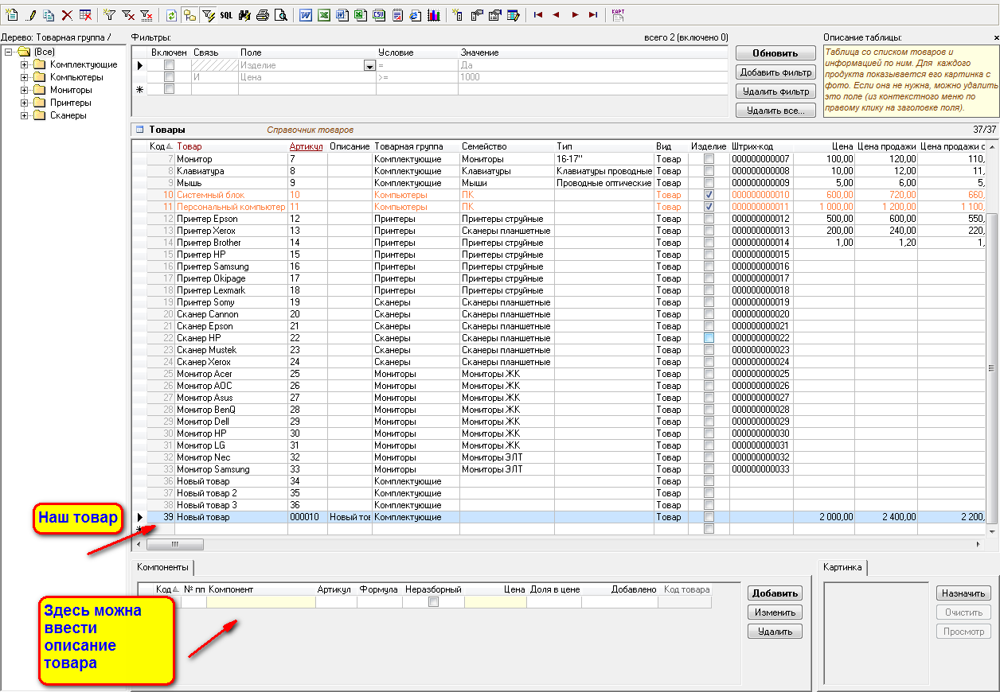 SQL W X W X CSV КАРТ
Дерево: Товарная группа /
Фильтры:
всего 2 (включено 0)
Описание таблицы:
(Все)
Комплектующие
Компьютеры
Мониторы
Принтеры
Сканеры
Включен Связь Поле Условие Значение
Изделие = Да
И Цена >= 1000
Обновить
Добавить фильтр
Удалить фильтр
Удалить все...
Таблица со списком товаров и
информацией по ним. Для каждого
продукта показывается его картинка с
фото. Если она не нужна, можно удалить
это поле (из контекстного меню по
правому клику на заголовке поля).
Товары Справочник товаров 37/37
Код Товар Артикул Описание Товарная группа Семейство Тип Вид Изделие Штрих-код Цена Цена продажи Цена продажи с
7 Монитор 7 Комплектующие Мониторы 16-17" Товар 000000000007 100,00 120,00 110,
8 Клавиатура 8 Комплектующие Клавиатуры Клавиатуры проводные Товар 000000000008 10,00 12,00 11,
9 Мышь 9 Комплектующие Мыши Проводные оптические Товар 000000000009 5,00 6,00 5,
10 Системный блок 10 Компьютеры ПК Товар 000000000010 600,00 720,00 660,
11 Персональный компьютер 11 Компьютеры ПК Товар 000000000011 1 000,00 1 200,00 1 100,
12 Принтер Epson 12 Принтеры Принтеры струйные Товар 000000000012 500,00 600,00 550,
13 Принтер Xerox 13 Принтеры Сканеры планшетные Товар 000000000013 200,00 240,00 220,
14 Принтер Brother 14 Принтеры Принтеры струйные Товар 000000000014 1,00 1,20 1,
15 Принтер HP 15 Принтеры Принтеры струйные Товар 000000000015
16 Принтер Samsung 16 Принтеры Принтеры струйные Товар 000000000016
17 Принтер Okipage 17 Принтеры Принтеры струйные Товар 000000000017
18 Принтер Lexmark 18 Принтеры Принтеры струйные Товар 000000000018
19 Принтер Somy 19 Сканеры Сканеры планшетные Товар 000000000019
20 Сканер Cannon 20 Сканеры Сканеры планшетные Товар 000000000020
21 Сканер Epson 21 Сканеры Сканеры планшетные Товар 000000000021
22 Сканер HP 22 Сканеры Сканеры планшетные Товар 000000000022
23 Сканер Mustek 23 Сканеры Сканеры планшетные Товар 000000000023
24 Сканер Xerox 24 Сканеры Сканеры планшетные Товар 000000000024
25 Монитор Acer 25 Мониторы Мониторы ЖК Товар 000000000025
26 Монитор AOC 26 Мониторы Мониторы ЖК Товар 000000000026
27 Монитор Asus 27 Мониторы Мониторы ЖК Товар 000000000027
28 Монитор BenQ 28 Мониторы Мониторы ЖК Товар 000000000028
29 Монитор Dell 29 Мониторы Мониторы ЖК Товар 000000000029
30 Монитор HP 30 Мониторы Мониторы ЖК Товар 000000000030
31 Монитор LG 31 Мониторы Мониторы ЖК Товар 000000000031
32 Монитор Nec 32 Мониторы Мониторы ЭЛТ Товар 000000000032
33 Монитор Samsung 33 Мониторы Мониторы ЭЛТ Товар 000000000033
36 Новый товар 34 Комплектующие Товар
37 Новый товар 2 35 Комплектующие Товар
38 Новый товар 3 36 Комплектующие Товар
39 Новый товар 000010 Новый тов Комплектующие Товар 2 000,00 2 400,00 2 200,
Наш товар
Компоненты
Код № пп Компонент Артикул Формула Неразборный Цена Доля в цене Добавлено Код товара
Добавить
Изменить
Удалить
Здесь можна
ввести
описание
товара
Картинка
Назначить
Очистить
Просмотр